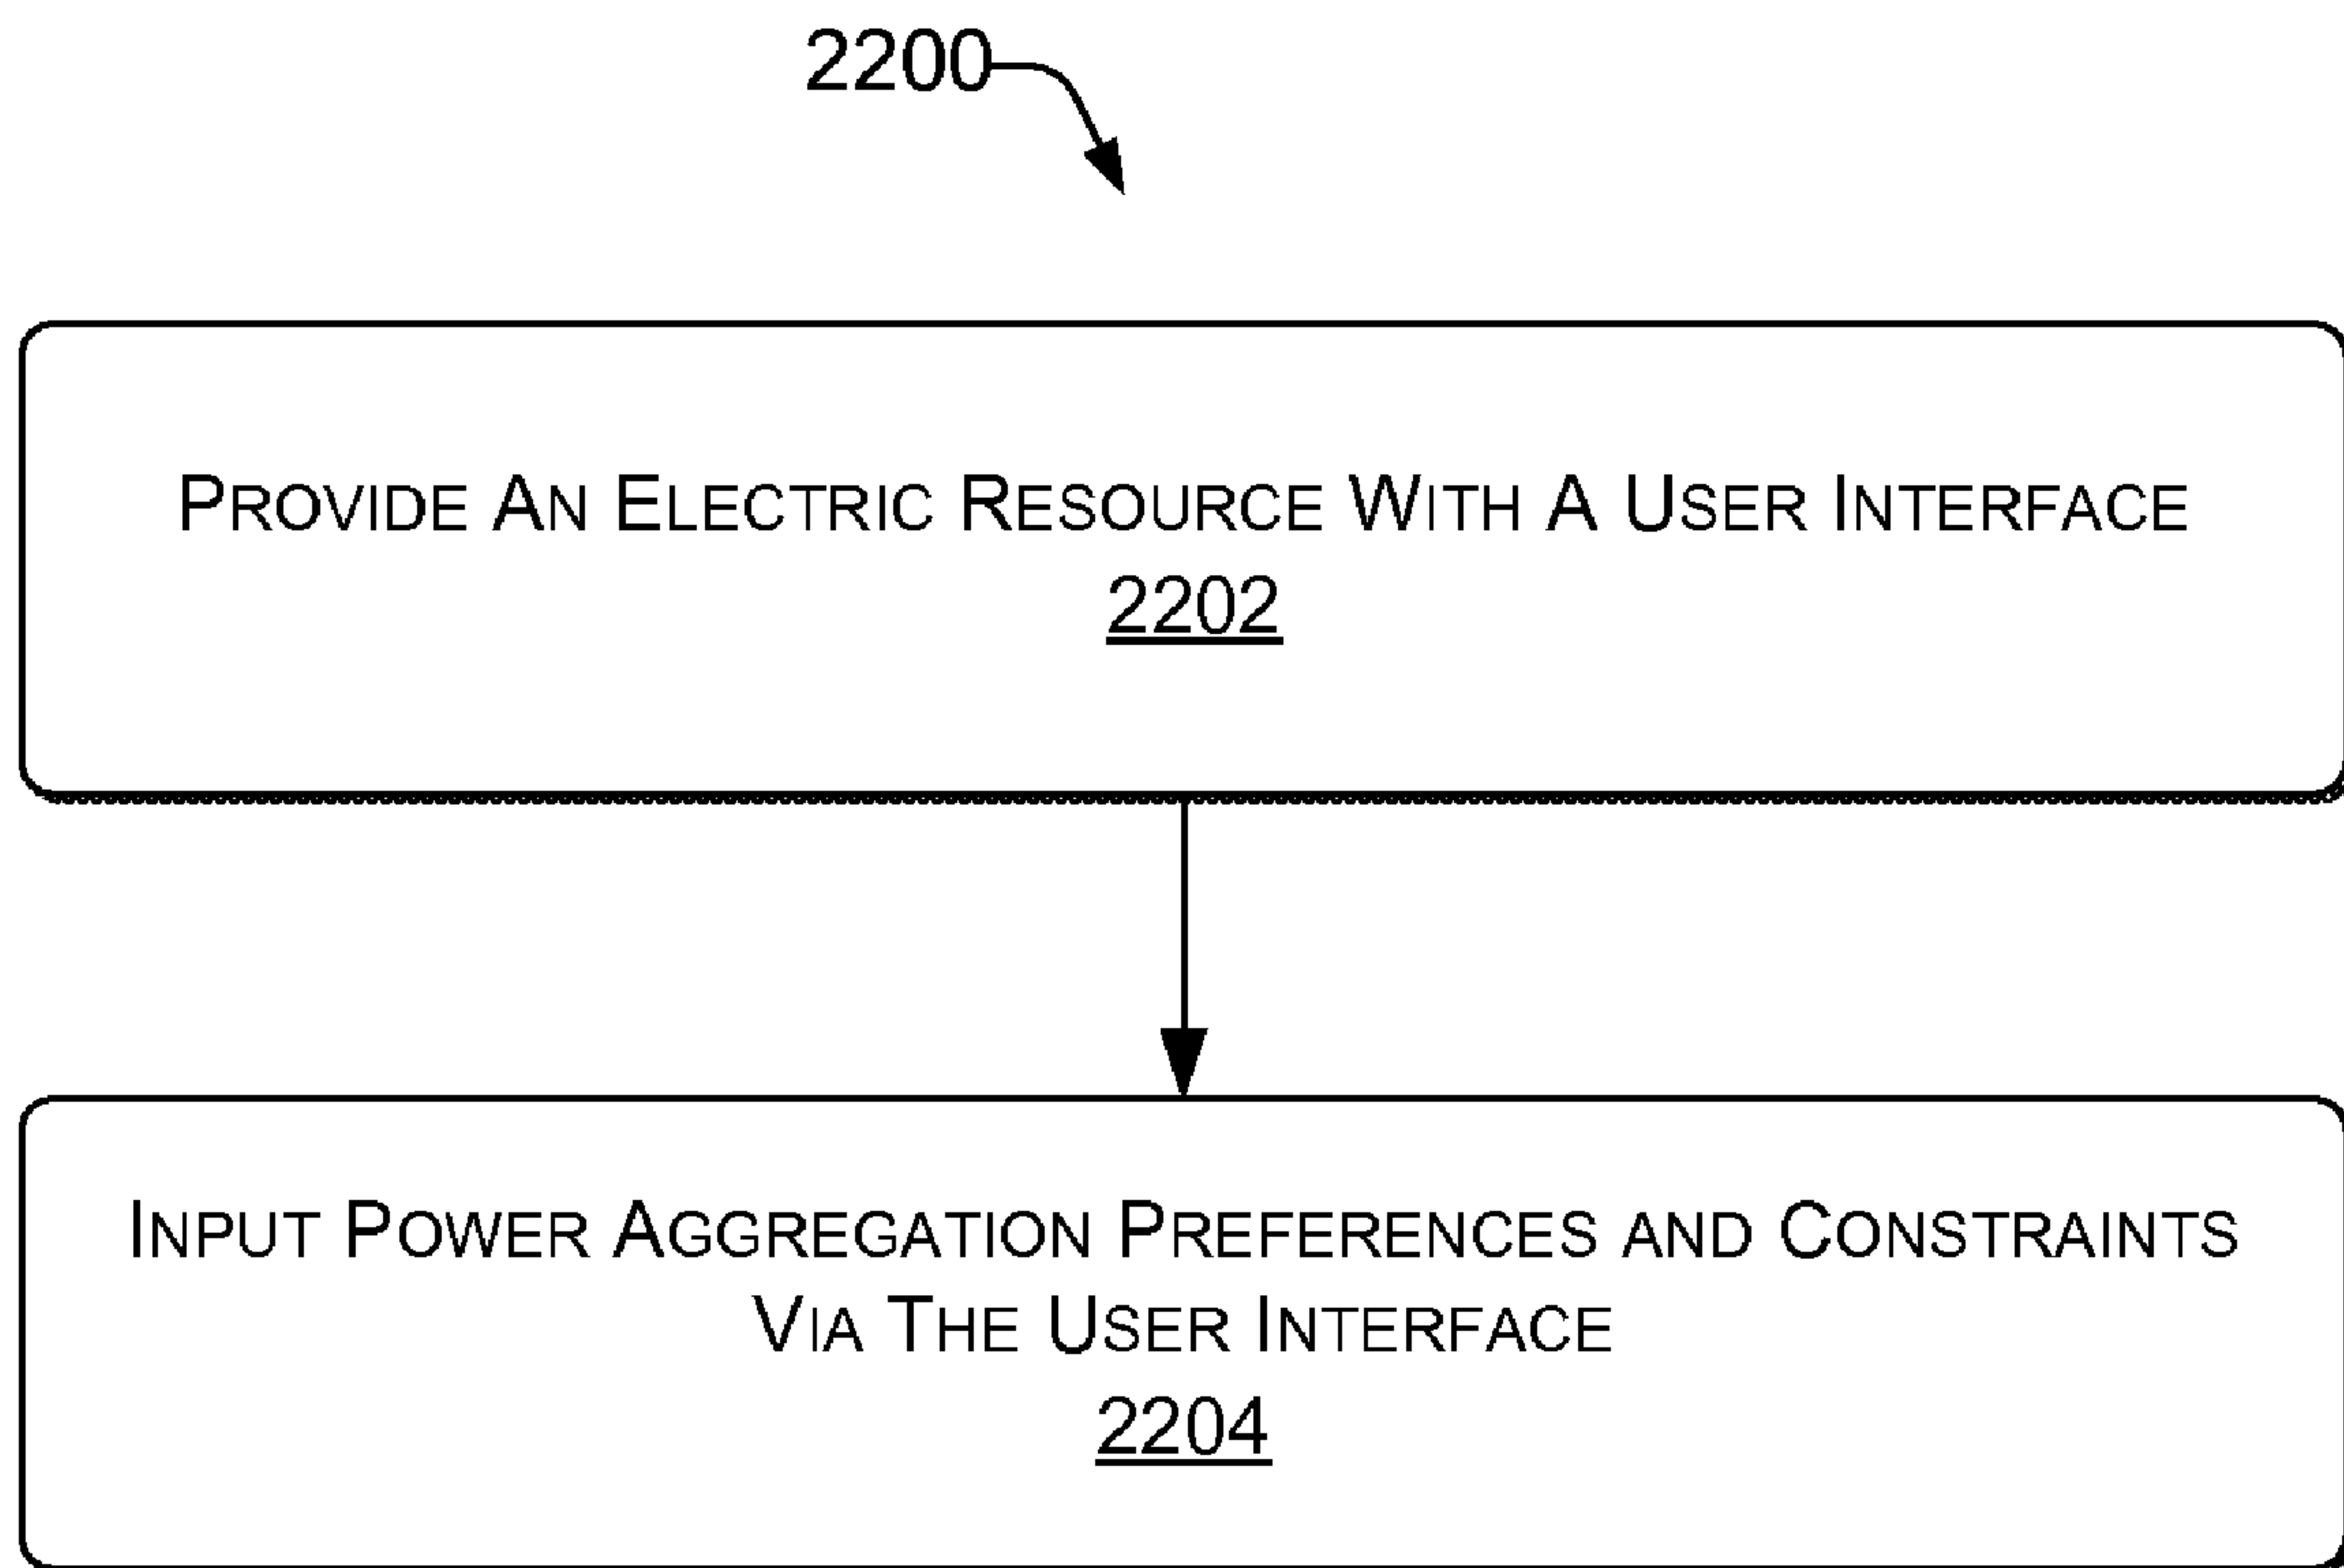 2200
PROVIDE AN ELECTRIC RESOURCE WITH A USER INTERFACE
2202
INPUT POWER AGGREGATION PREFERENCES AND CONSTRAINTS
VIA THE USER INTERFACE
2204